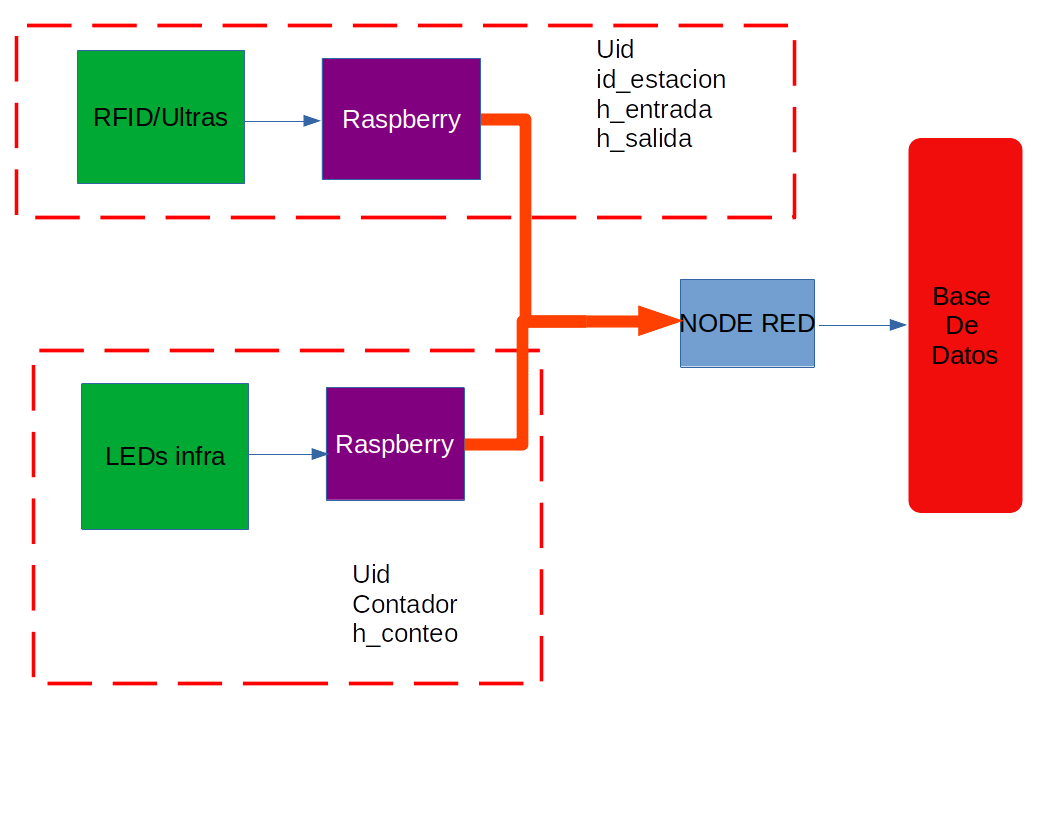 RFID/Ultras
Raspberry
Uid
id_estacion
h_entrada
h_salida
NODE RED
Base
De
Datos
LEDs infra
Raspberry
Uid
Contador
h_conteo